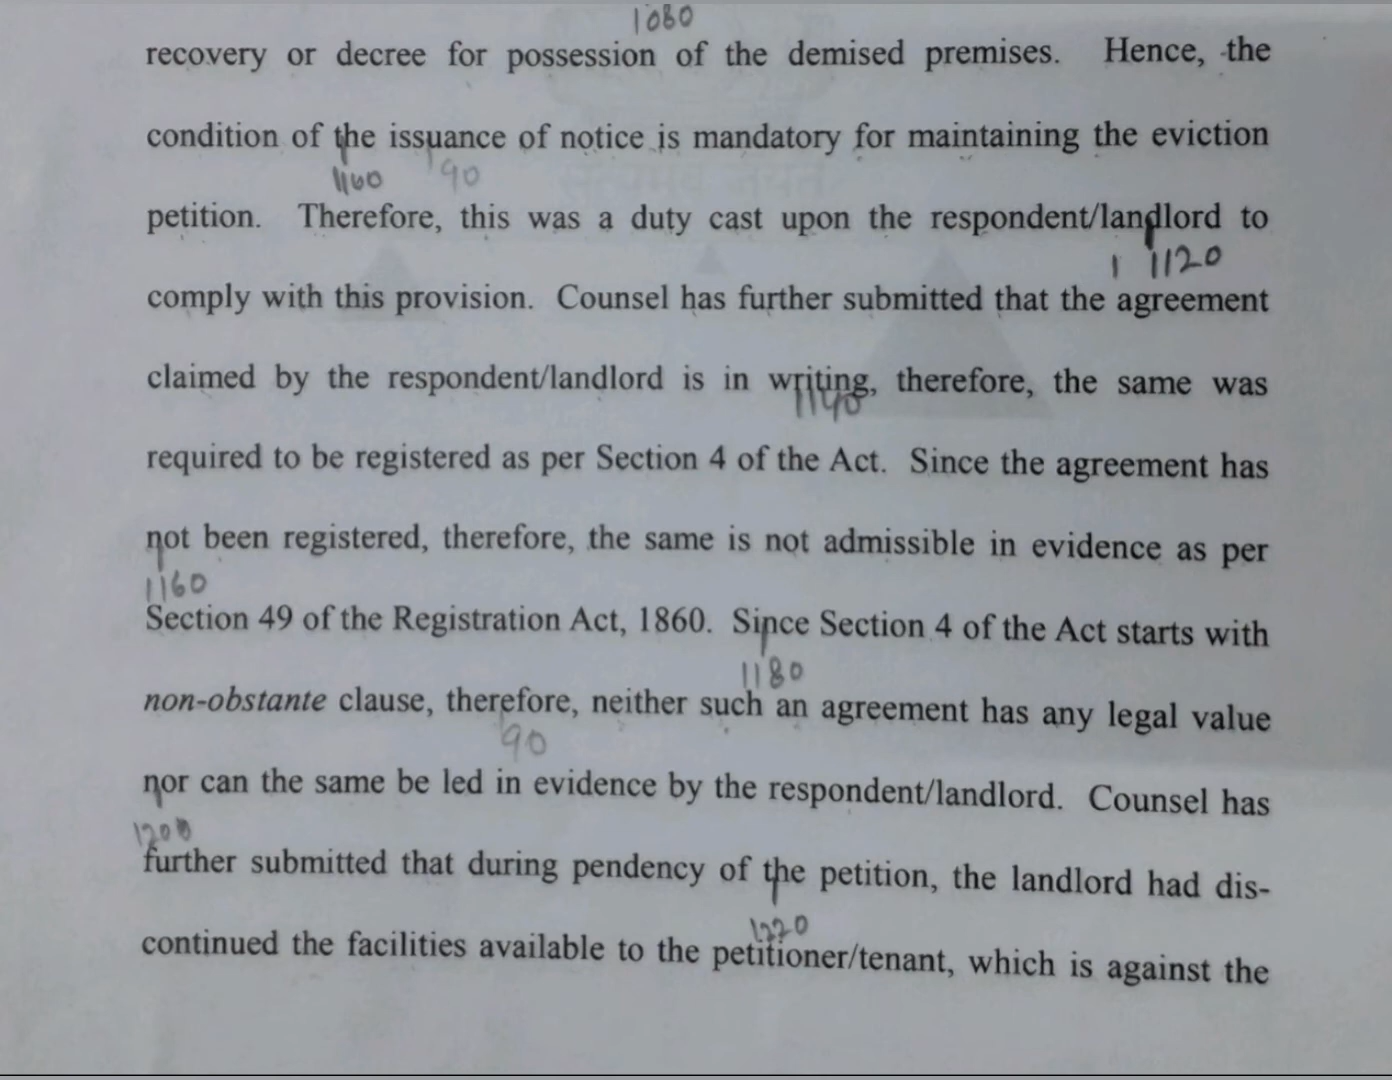 1080
recovery or decree for possession of the demised premises. Hence, the
condition of the issuance of notice is mandatory for maintaining the eviction
1100 90
petition. Therefore, this was a duty cast upon the respondent/landlord to
1 1120
comply with this provision. Counsel has further submitted that the agreement
claimed by the respondent/landlord is in writing, therefore, the same was
1140
required to be registered as per Section 4 of the Act. Since the agreement has
not been registered, therefore, the same is not admissible in evidence as per
1160
Section 49 of the Registration Act, 1860. Since Section 4 of the Act starts with
1180
non-obstante clause, therefore, neither such an agreement has any legal value
90
nor can the same be led in evidence by the respondent/landlord. Counsel has
1200
further submitted that during pendency of the petition, the landlord had dis-
1220
continued the facilities available to the petitioner/tenant, which is against the